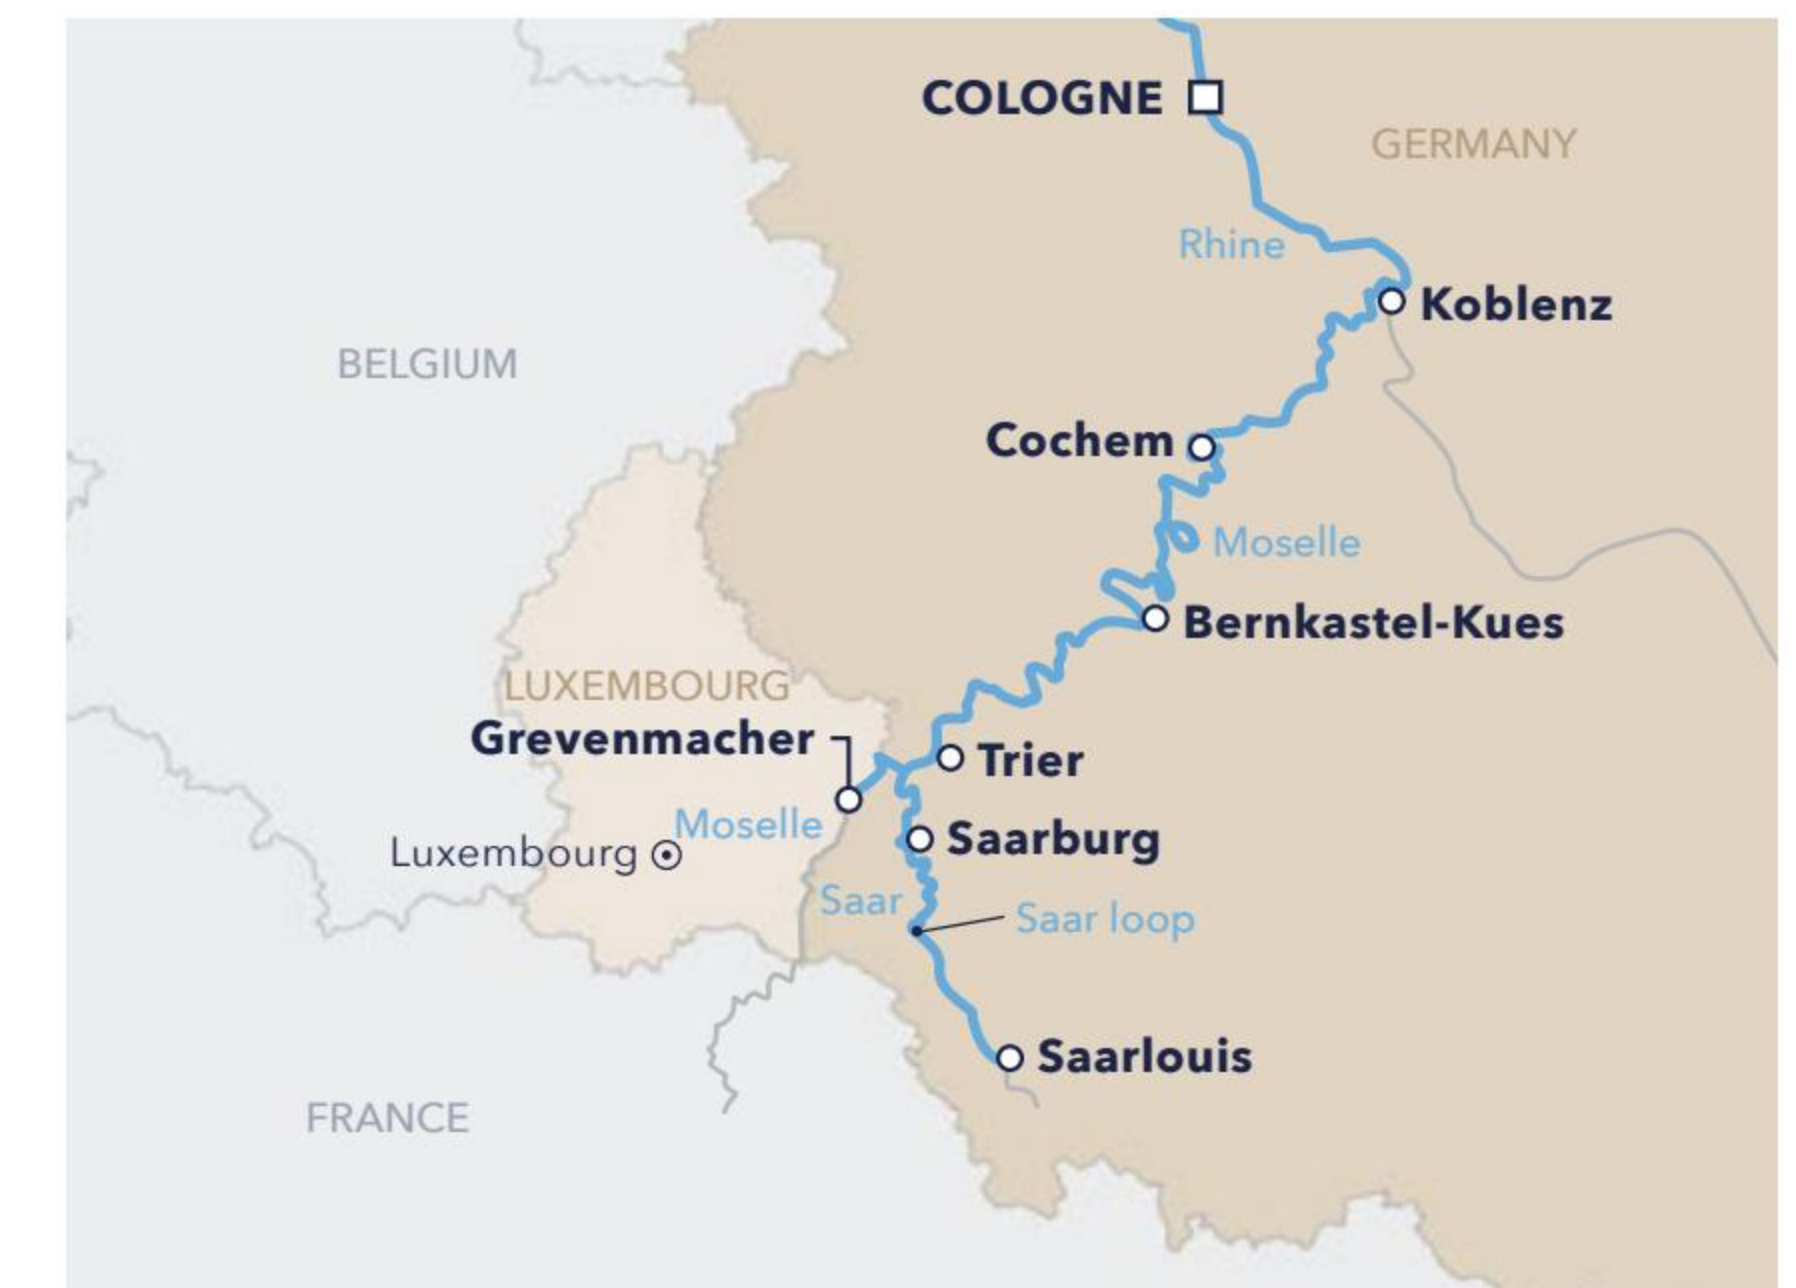 COLOGNE
GERMANY
Rhine
Koblenz
BELGIUM
Cochem
Moselle
Bernkastel-Kues
LUXEMBOURG
Grevenmacher
Trier
Moselle
Saarburg
Luxembourg
Saar
Saar loop
Saarlouis
FRANCE